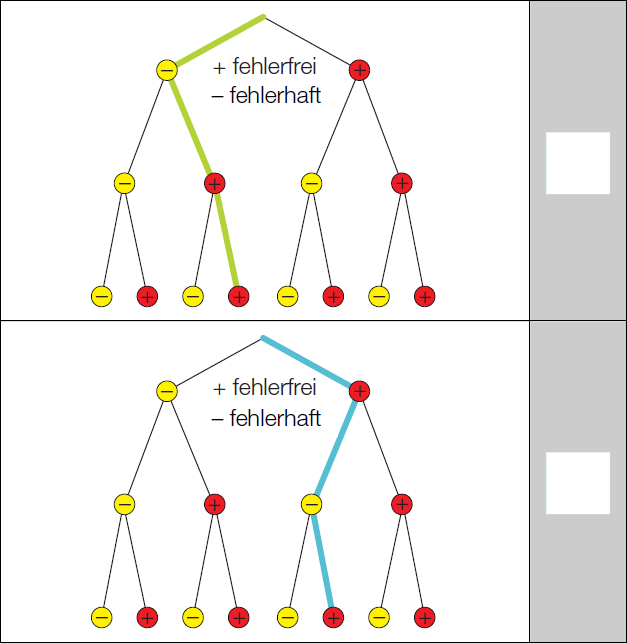 + fehlerfrei
− +
– fehlerhaft
− + − +
− + − + − + − +
+ fehlerfrei
− +
– fehlerhaft
− + − +
− + − + − + − +